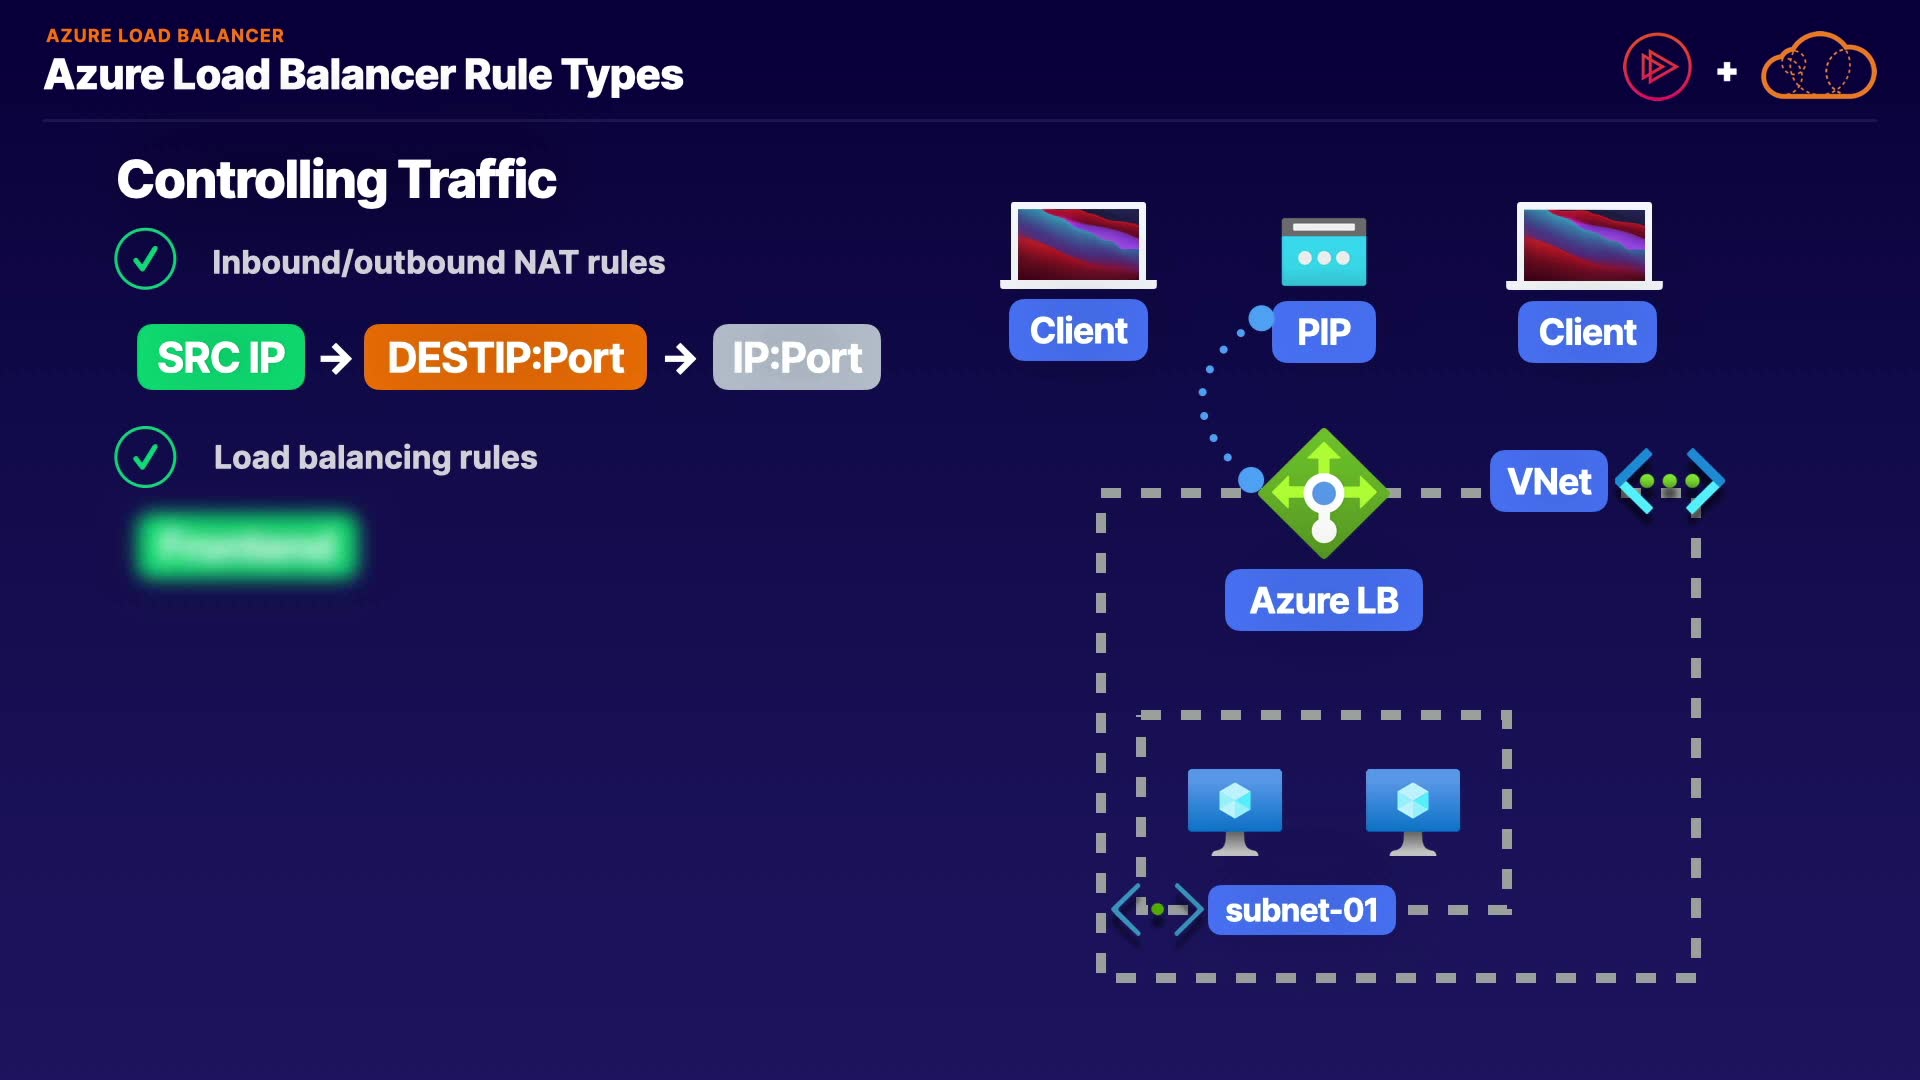 AZURE LOAD BALANCER
Azure Load Balancer Rule Types
+
Controlling Traffic
Inbound/outbound NAT rules
SRC IP → DESTIP:Port → IP:Port
Load balancing rules
Frontend
Client
PIP
Client
VNet
Azure LB
subnet-01